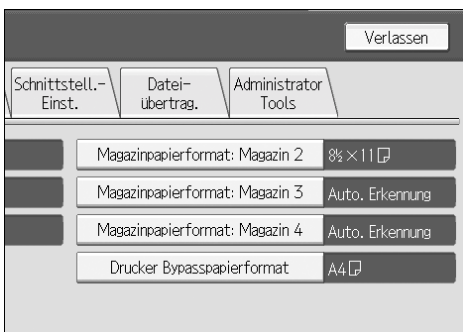 Verlassen
Schnittstell.-
Einst.
Datei-
übertrag.
Administrator
Tools
Magazinpapierformat: Magazin 2 8½×11
Magazinpapierformat: Magazin 3 Auto. Erkennung
Magazinpapierformat: Magazin 4 Auto. Erkennung
Drucker Bypasspapierformat A4